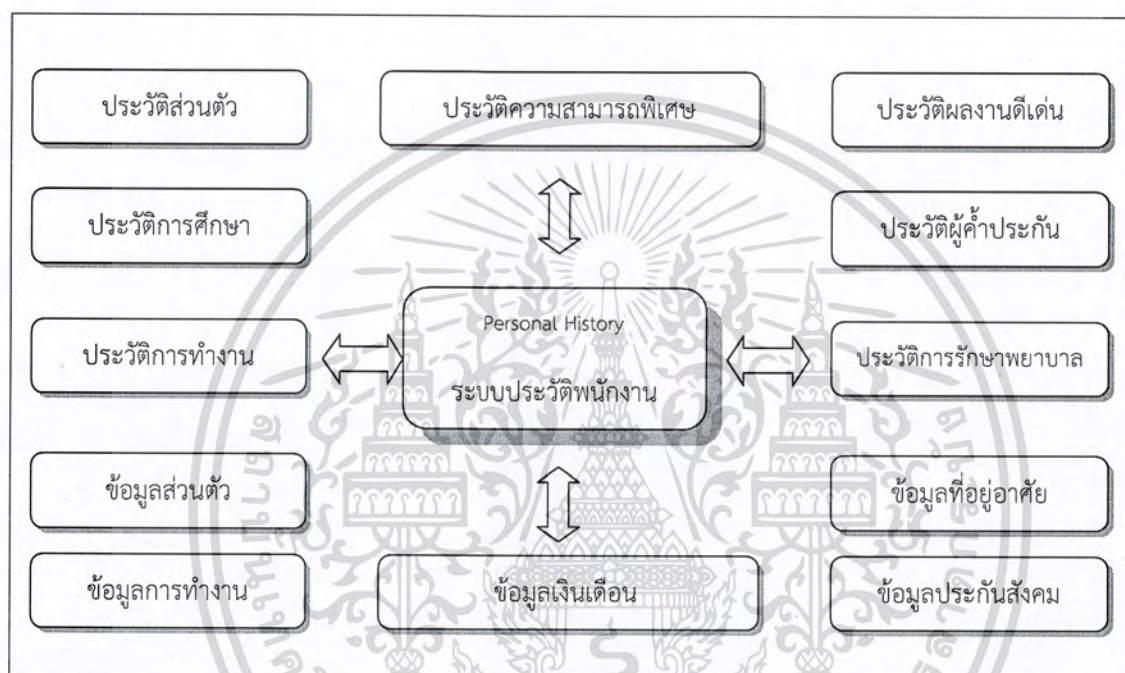 ประวัติส่วนตัว
ประวัติความสามารถพิเศษ
ประวัติผลงานดีเด่น
ประวัติการศึกษา
ประวัติผู้ค้ำประกัน
Personal History
ระบบประวัติพนักงาน
ประวัติการทำงาน
ประวัติการรักษาพยาบาล
ข้อมูลส่วนตัว
ข้อมูลที่อยู่อาศัย
ข้อมูลการทำงาน
ข้อมูลเงินเดือน
ข้อมูลประกันสังคม